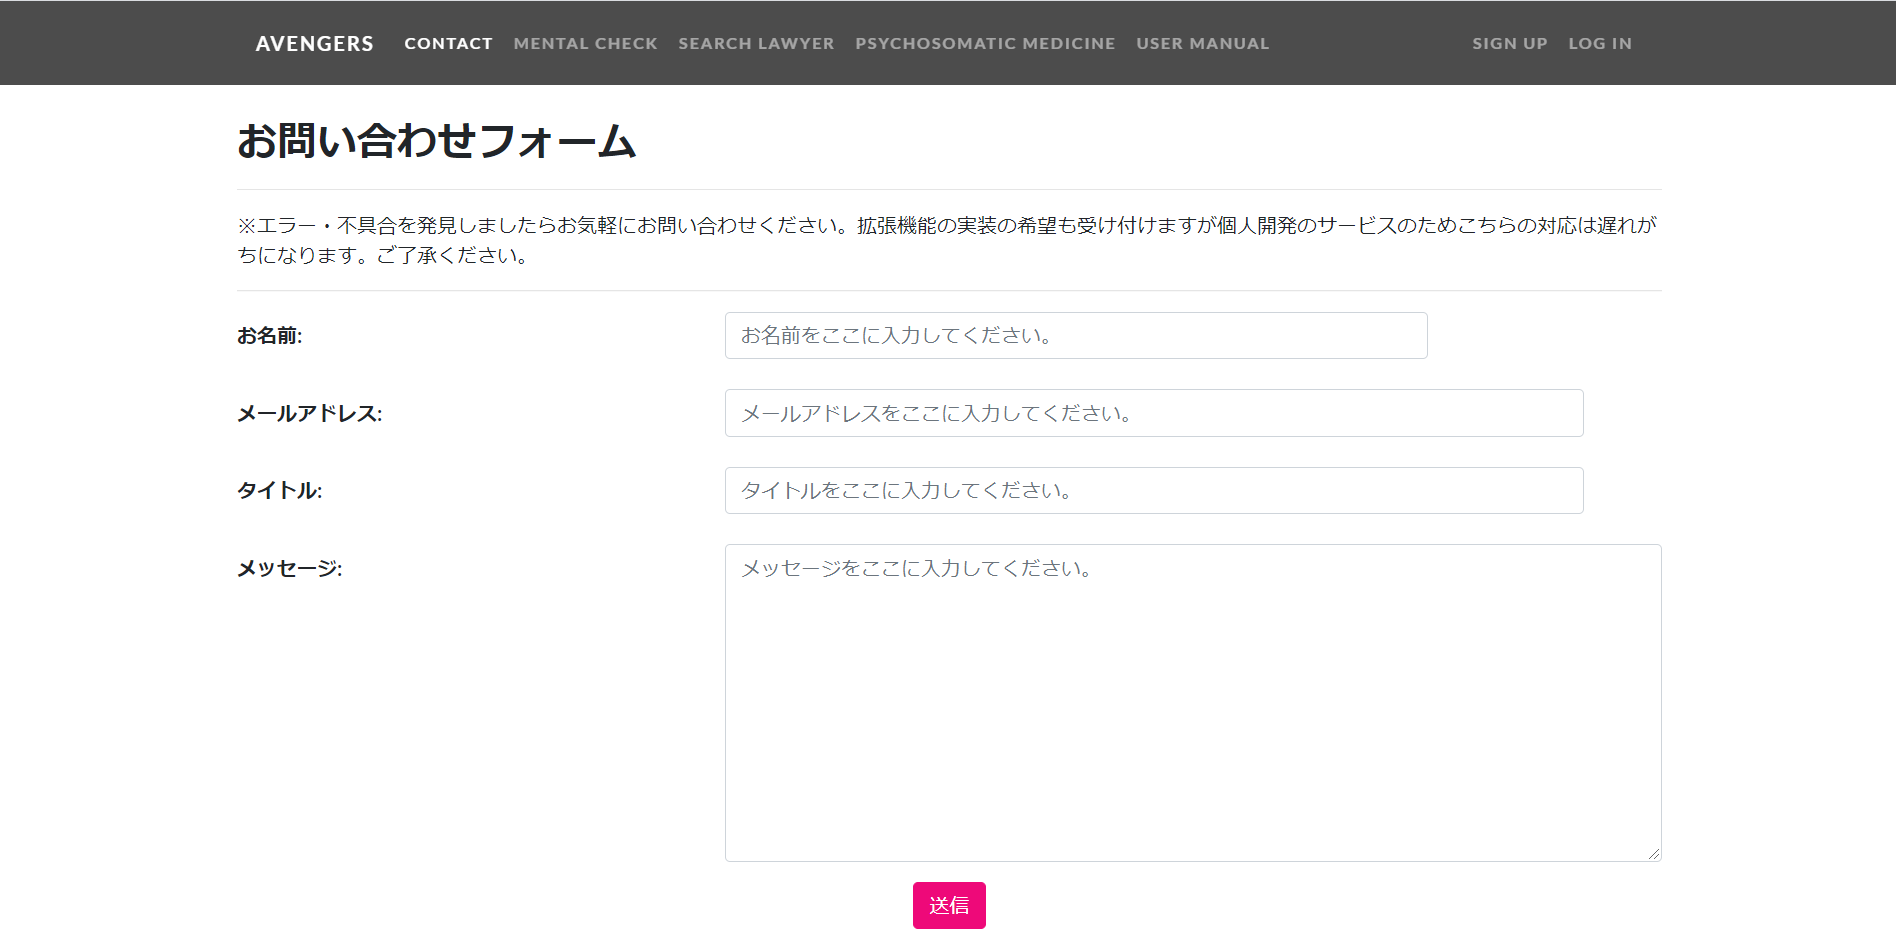 AVENGERS CONTACT MENTAL CHECK SEARCH LAWYER PSYCHOSOMATIC MEDICINE USER MANUAL SIGN UP LOG IN
お問い合わせフォーム
※エラー・不具合を発見しましたらお気軽にお問い合わせください。拡張機能の実装の希望も受け付けますが個人開発のサービスのためこちらの対応は遅れが
ちになります。ご了承ください。
お名前: お名前をここに入力してください。
メールアドレス: メールアドレスをここに入力してください。
タイトル: タイトルをここに入力してください。
メッセージ: メッセージをここに入力してください。
送信